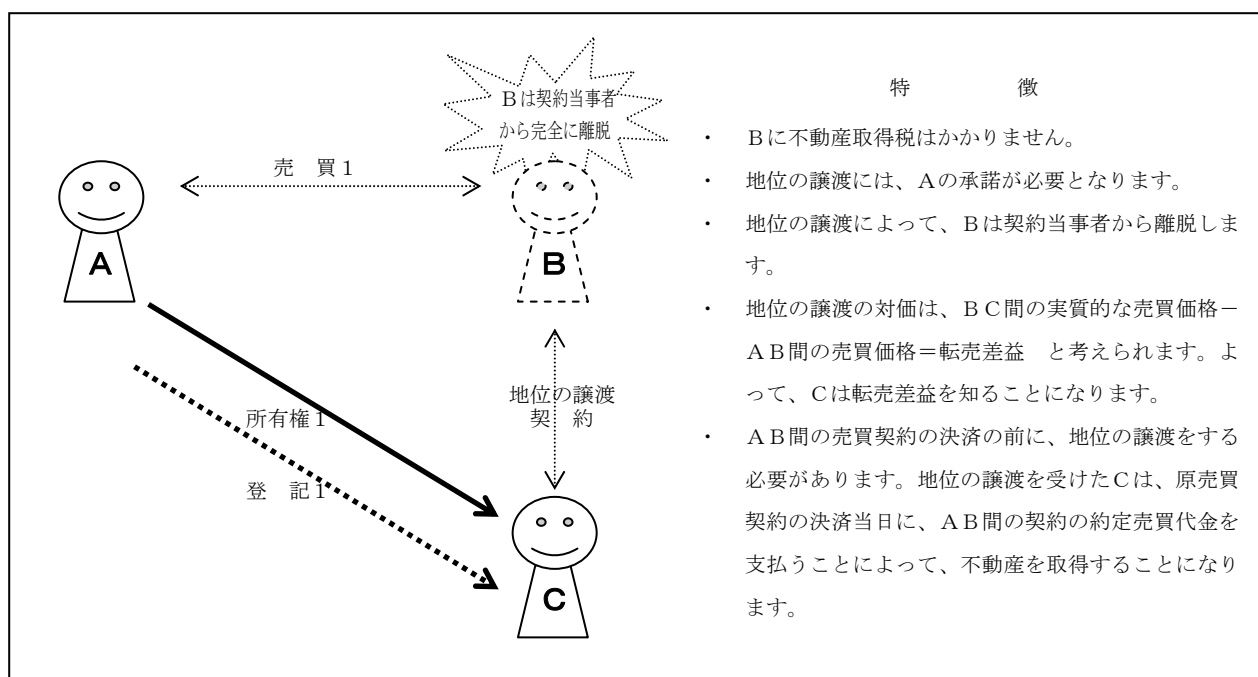 Bは契約当事者
から完全に離脱
売　買１
A
B
地位の譲渡
契　約
所有権１
登　記１
C
特　　　　徴
・　Ｂに不動産取得税はかかりません。
・　地位の譲渡には、Ａの承諾が必要となります。
・　地位の譲渡によって、Ｂは契約当事者から離脱しま
す。
・　地位の譲渡の対価は、ＢＣ間の実質的な売買価格－
ＡＢ間の売買価格＝転売差益　と考えられます。よ
って、Ｃは転売差益を知ることになります。
・　ＡＢ間の売買契約の決済の前に、地位の譲渡をする
必要があります。地位の譲渡を受けたＣは、原売買
契約の決済当日に、ＡＢ間の契約の約定売買代金を
支払うことによって、不動産を取得することになり
ます。